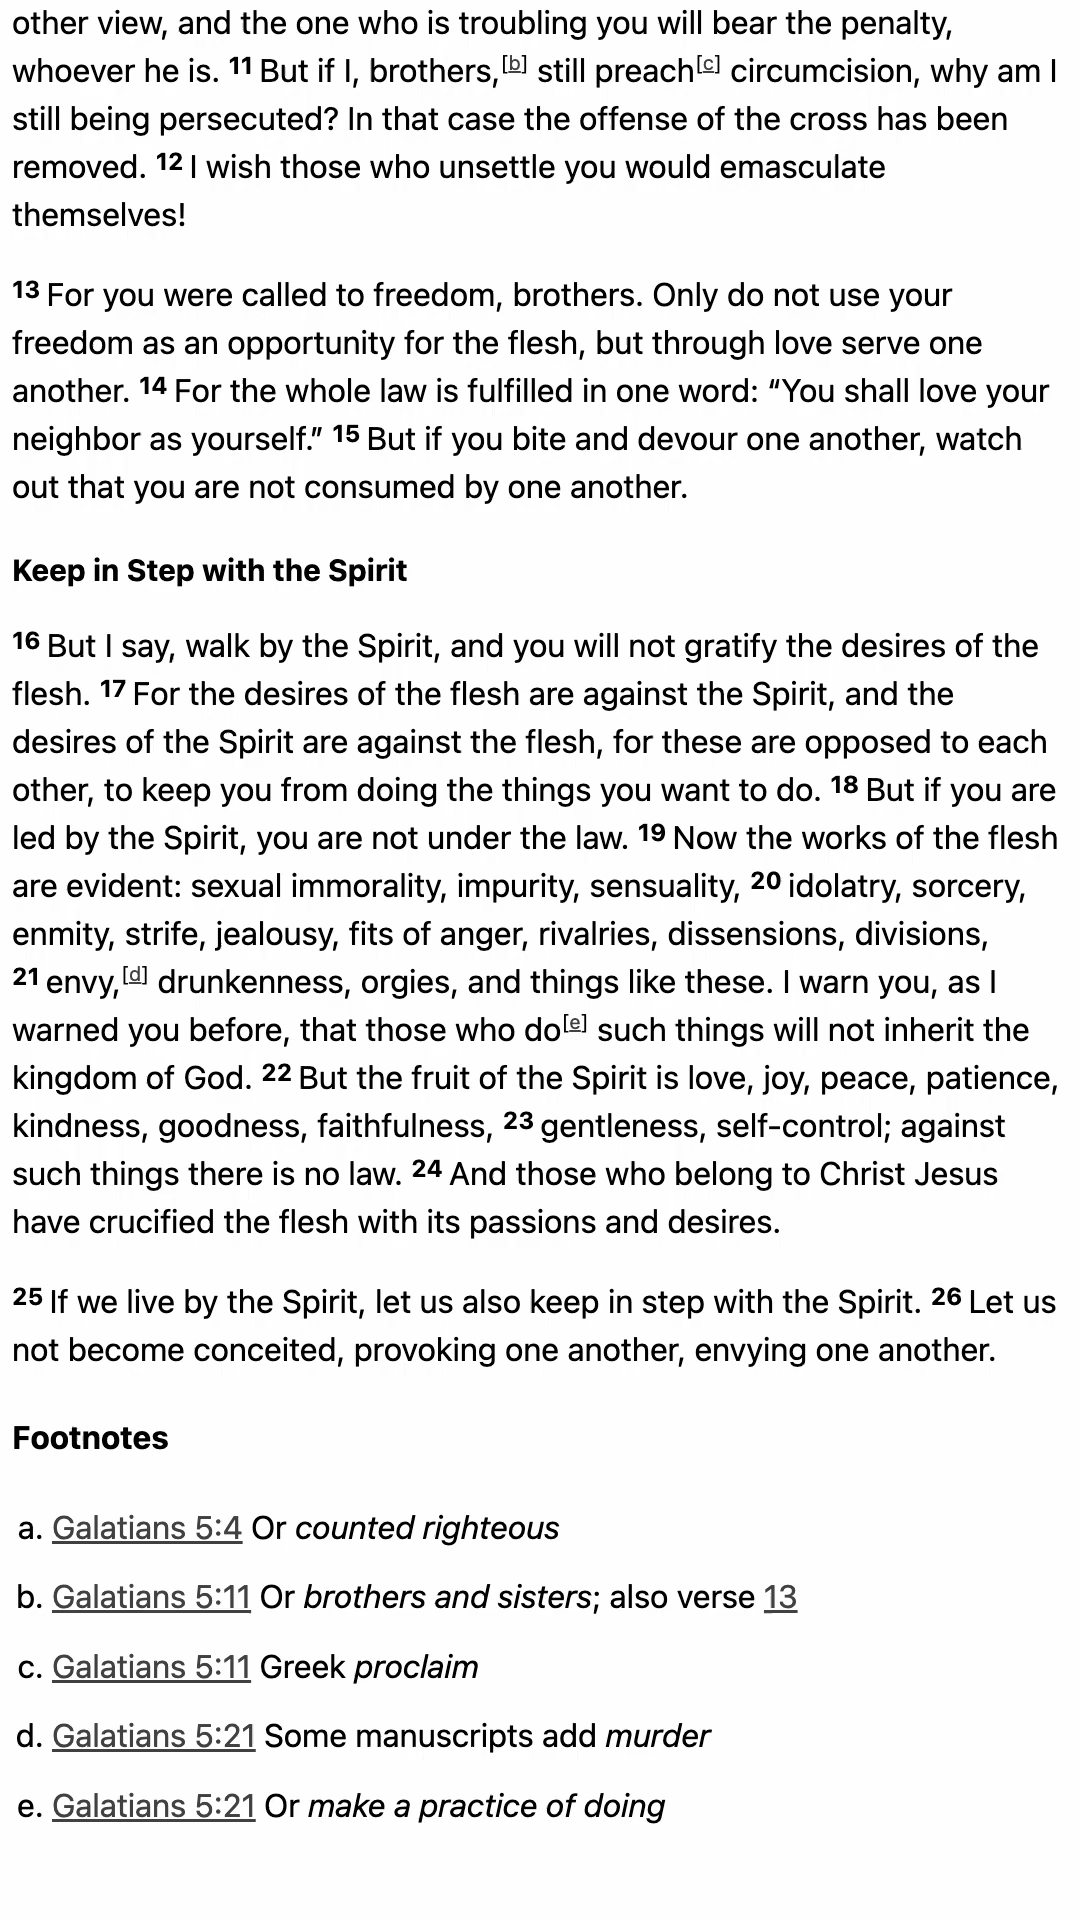 other view, and the one who is troubling you will bear the penalty,
whoever he is. 11 But if I, brothers,[b] still preach[c] circumcision, why am I
still being persecuted? In that case the offense of the cross has been
removed. 12 I wish those who unsettle you would emasculate
themselves!
13 For you were called to freedom, brothers. Only do not use your
freedom as an opportunity for the flesh, but through love serve one
another. 14 For the whole law is fulfilled in one word: “You shall love your
neighbor as yourself.” 15 But if you bite and devour one another, watch
out that you are not consumed by one another.
Keep in Step with the Spirit
16 But I say, walk by the Spirit, and you will not gratify the desires of the
flesh. 17 For the desires of the flesh are against the Spirit, and the
desires of the Spirit are against the flesh, for these are opposed to each
other, to keep you from doing the things you want to do. 18 But if you are
led by the Spirit, you are not under the law. 19 Now the works of the flesh
are evident: sexual immorality, impurity, sensuality, 20 idolatry, sorcery,
enmity, strife, jealousy, fits of anger, rivalries, dissensions, divisions,
21 envy,[d] drunkenness, orgies, and things like these. I warn you, as I
warned you before, that those who do[e] such things will not inherit the
kingdom of God. 22 But the fruit of the Spirit is love, joy, peace, patience,
kindness, goodness, faithfulness, 23 gentleness, self-control; against
such things there is no law. 24 And those who belong to Christ Jesus
have crucified the flesh with its passions and desires.
25 If we live by the Spirit, let us also keep in step with the Spirit. 26 Let us
not become conceited, provoking one another, envying one another.
Footnotes
a. Galatians 5:4 Or counted righteous
b. Galatians 5:11 Or brothers and sisters; also verse 13
c. Galatians 5:11 Greek proclaim
d. Galatians 5:21 Some manuscripts add murder
e. Galatians 5:21 Or make a practice of doing